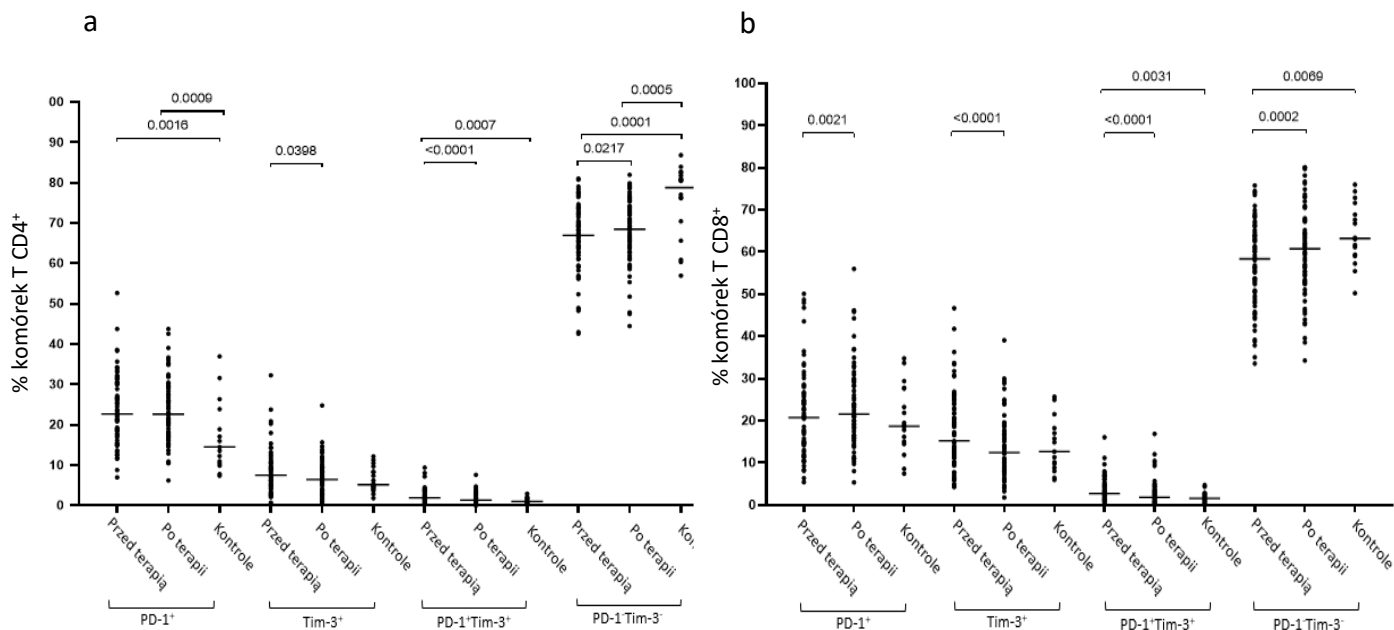 a
0.0005
0.0009
0.0016
0.0007
0.0001
0.0398
<0.0001
0.0217
% komórek T CD4+
00
90
80
70
60
50
40
30
20
10
0
Przed terapią
Po terapii
Kontrole
Przed terapią
Po terapii
Kontrole
Przed terapią
Po terapii
Kontrole
Przed terapią
Po terapii
Kon
PD-1+
Tim-3+
PD-1+Tim-3+
PD-1-Tim-3-
b
0.0031
0.0069
0.0021
<0.0001
<0.0001
0.0002
% komórek T CD8+
100
90
80
70
60
50
40
30
20
10
0
Przed terapią
Po terapii
Kontrole
Przed terapią
Po terapii
Kontrole
Przed terapią
Po terapii
Kontrole
Przed terapią
Po terapii
Kontrole
PD-1+
Tim-3+
PD-1+Tim-3+
PD-1-Tim-3-